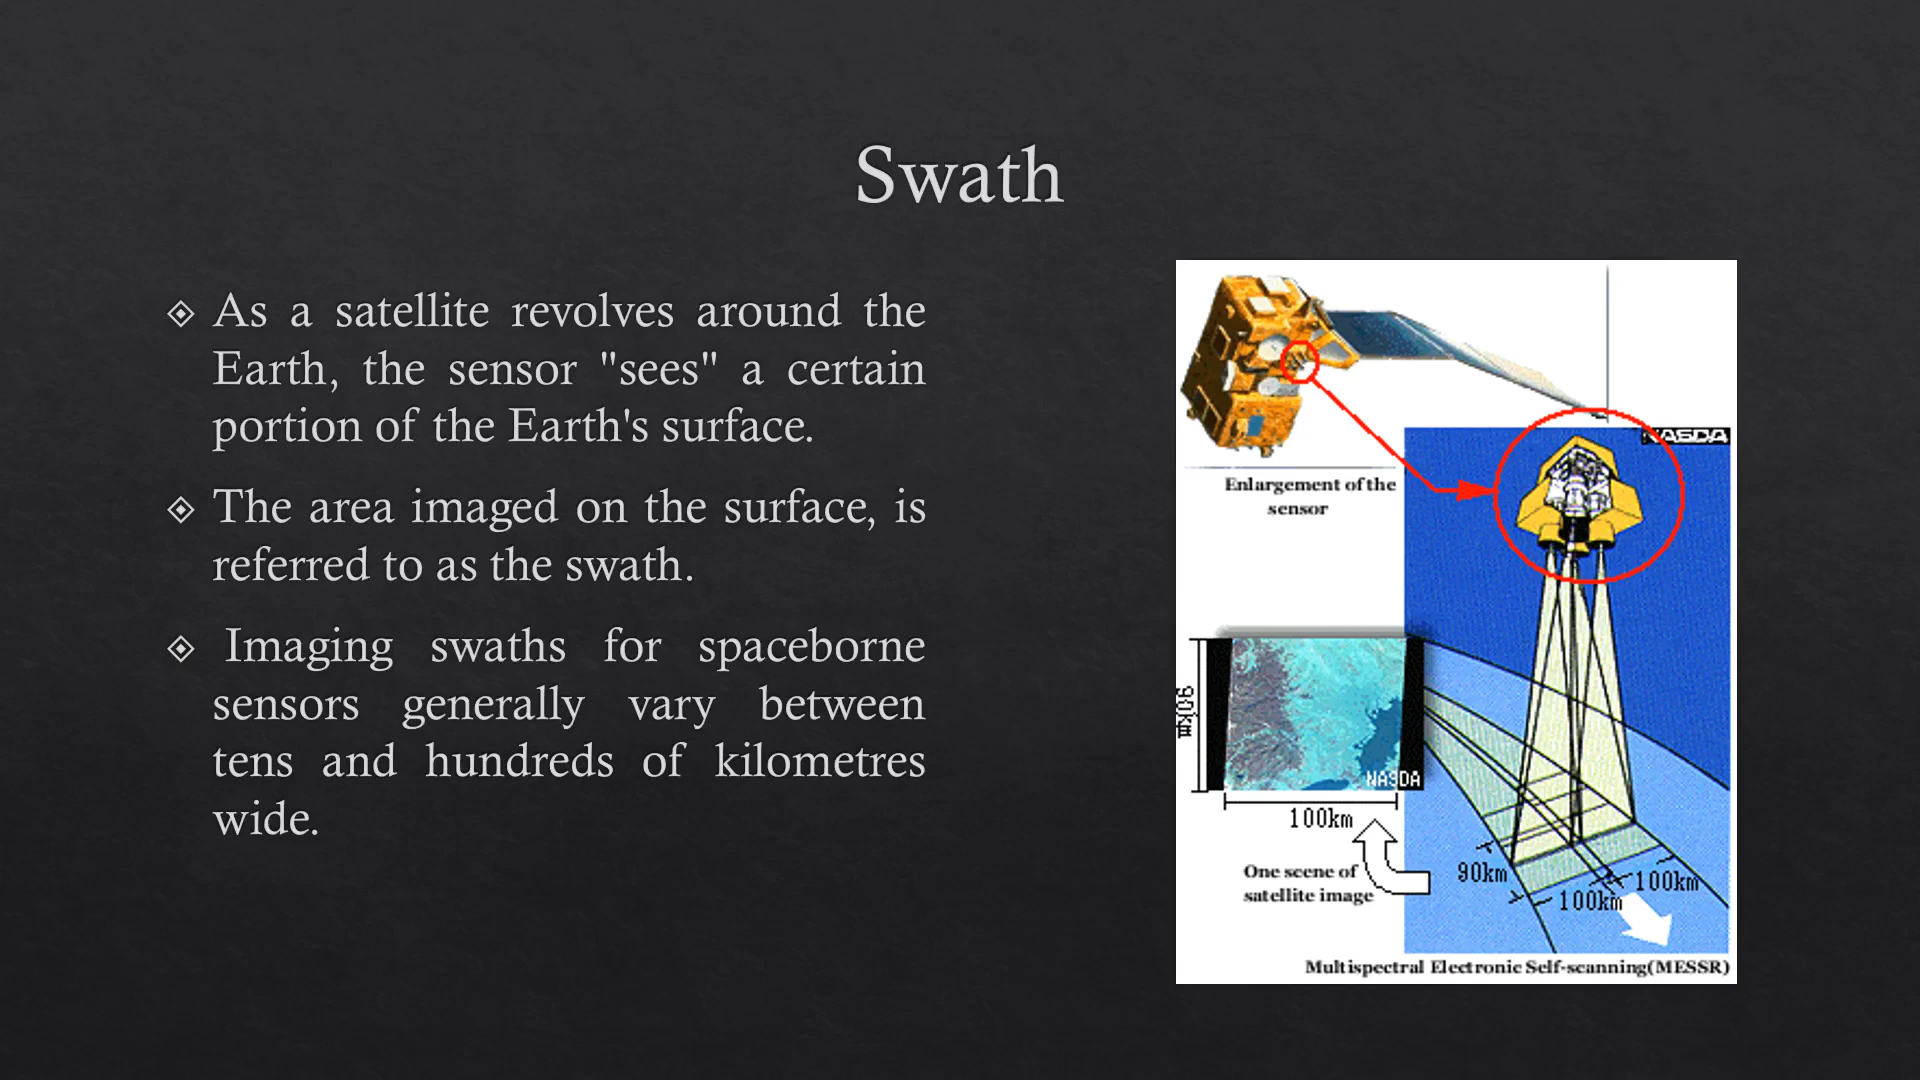 Swath
As a satellite revolves around the
Earth, the sensor "sees" a certain
portion of the Earth's surface.
The area imaged on the surface, is
referred to as the swath.
Imaging swaths for spaceborne
sensors generally vary between
tens and hundreds of kilometres
wide.
NASDA
Enlargement of the
sensor
90km
NASDA
100km
One scene of
satellite image
90km
100km
100km
Multispectral Electronic Self-scanning(MESSR)